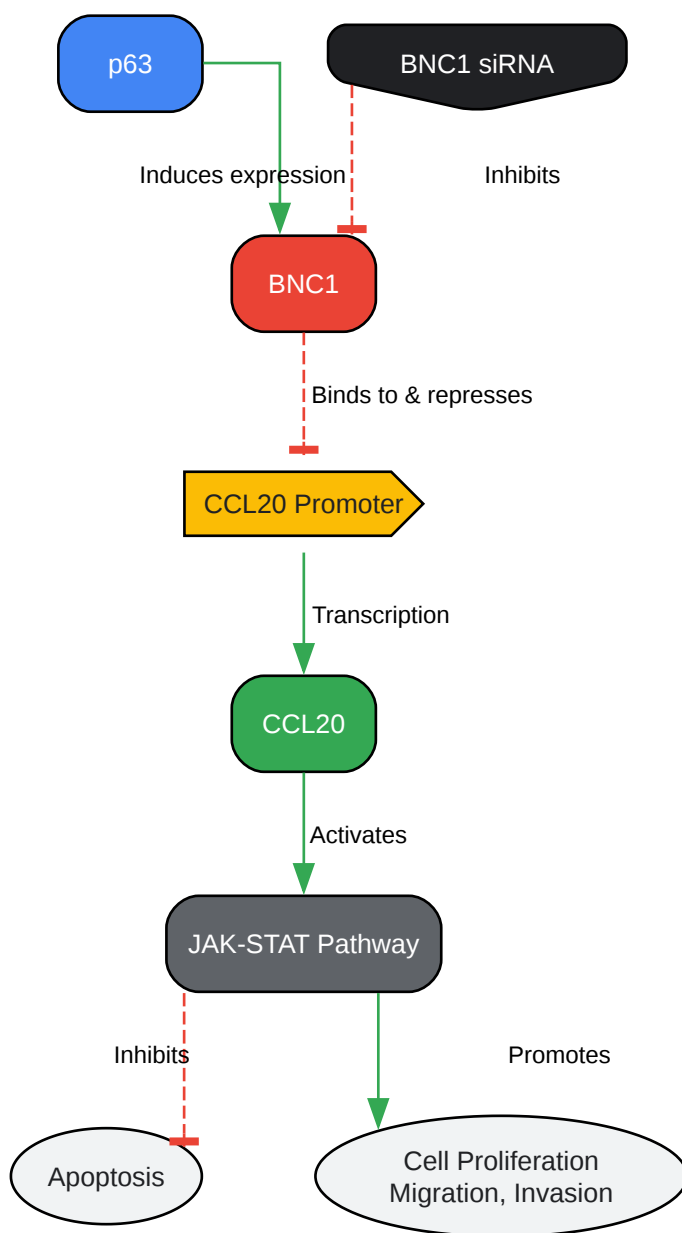 p63
BNC1 siRNA
Induces expression
Inhibits
BNC1
Binds to & represses
CCL20 Promoter
Transcription
CCL20
Activates
JAK-STAT Pathway
Inhibits
Promotes
Apoptosis
Cell Proliferation
Migration, Invasion